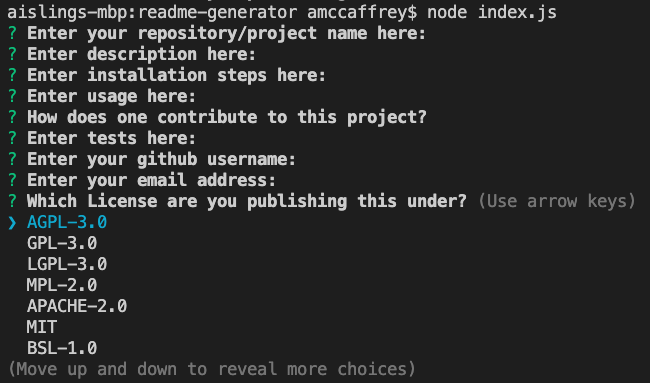 aislings-mbp:readme-generator amccaffrey$ node index.js
? Enter your repository/project name here:
? Enter description here:
? Enter installation steps here:
? Enter usage here:
? How does one contribute to this project?
? Enter tests here:
? Enter your github username:
? Enter your email address:
? Which License are you publishing this under? (Use arrow keys)
❯ AGPL-3.0
GPL-3.0
LGPL-3.0
MPL-2.0
APACHE-2.0
MIT
BSL-1.0
(Move up and down to reveal more choices)